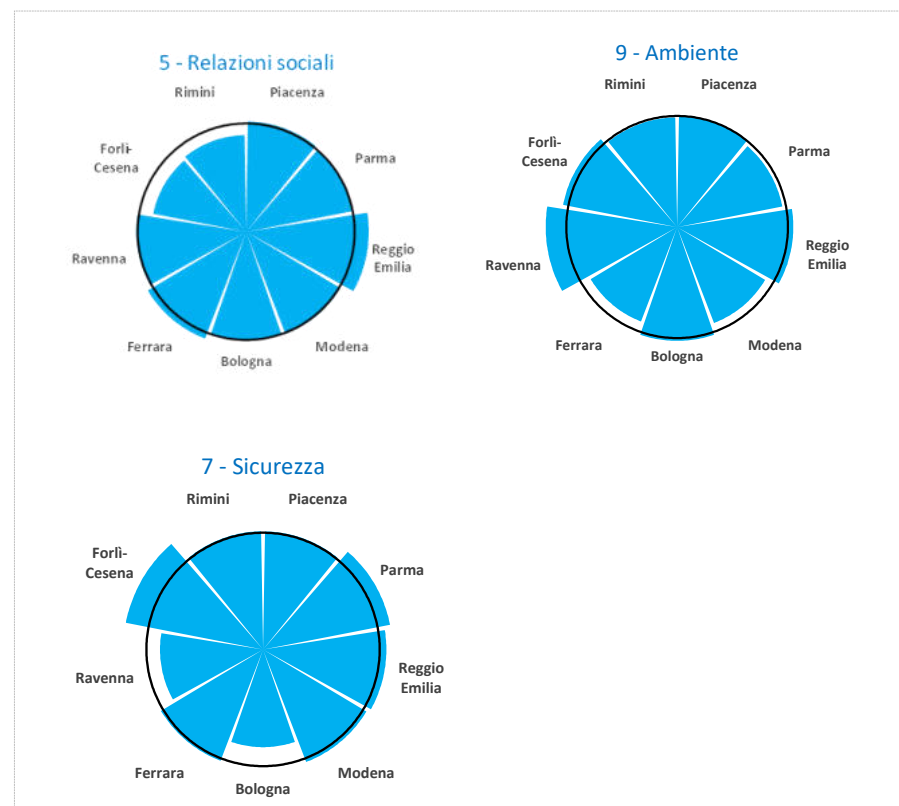 5 - Relazioni sociali
Rimini
Piacenza
Forlì-
Cesena
Parma
Ravenna
Reggio
Emilia
Ferrara
Bologna
Modena
9 - Ambiente
Rimini
Piacenza
Forlì-
Cesena
Parma
Ravenna
Reggio
Emilia
Ferrara
Bologna
Modena
7 - Sicurezza
Rimini
Piacenza
Forlì-
Cesena
Parma
Ravenna
Reggio
Emilia
Ferrara
Bologna
Modena